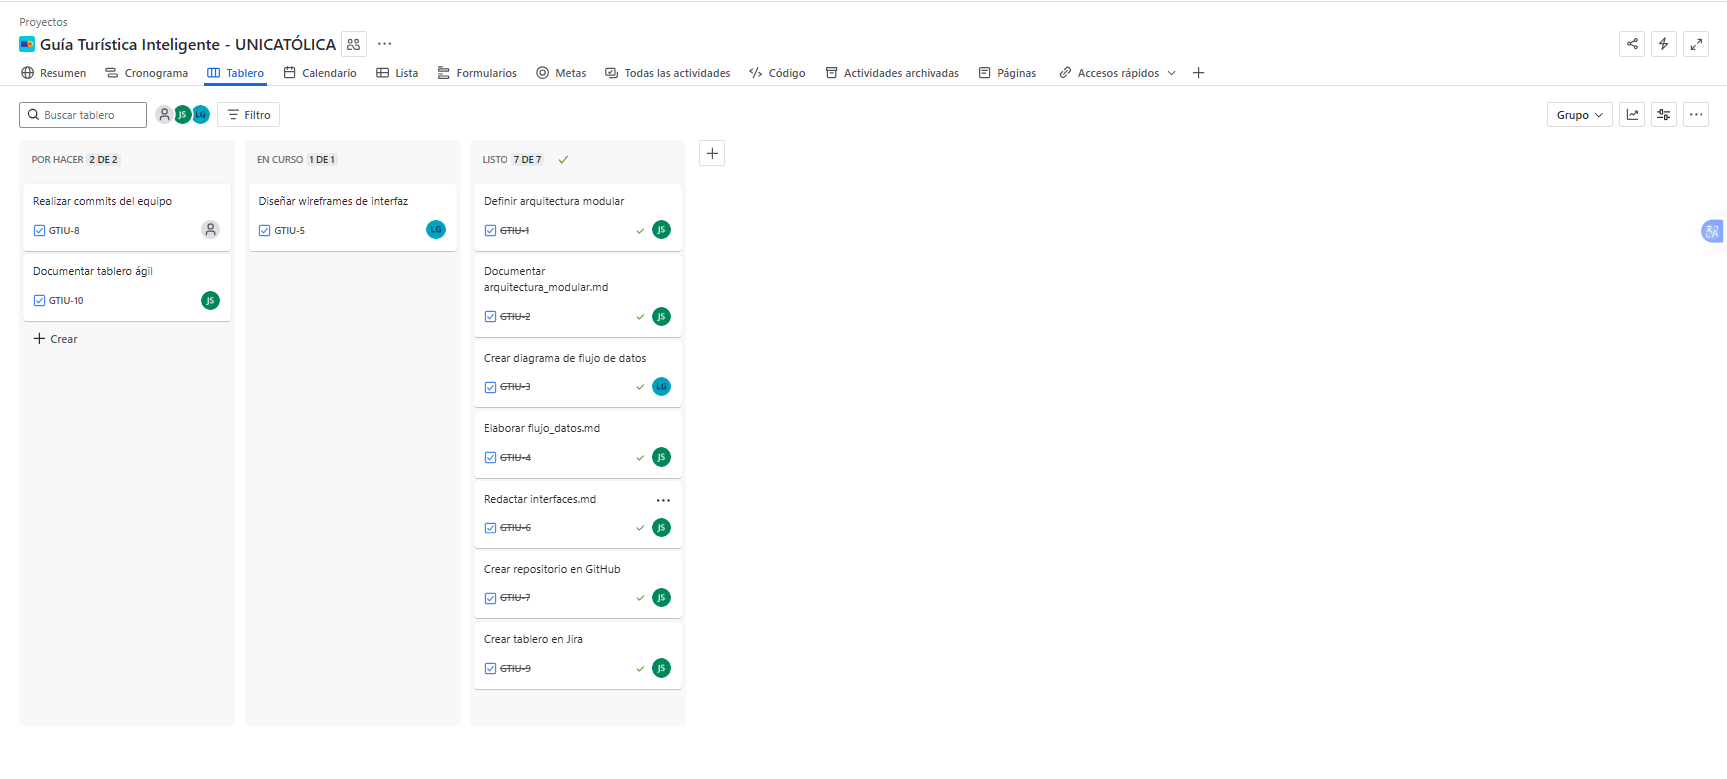 Proyectos
Guía Turística Inteligente - UNICATÓLICA
Resumen Cronograma Tablero Calendario Lista Formularios Metas Todas las actividades Código Actividades archivadas Páginas Accesos rápidos
Buscar tablero JS LG Filtro Grupo
POR HACER 2 DE 2
Realizar commits del equipo
GTIU-8
Documentar tablero ágil
GTIU-10 JS
Crear
EN CURSO 1 DE 1
Diseñar wireframes de interfaz
GTIU-5 LG
LISTO 7 DE 7
Definir arquitectura modular
GTIU-1 JS
Documentar
arquitectura_modular.md
GTIU-2 JS
Crear diagrama de flujo de datos
GTIU-3 LG
Elaborar flujo_datos.md
GTIU-4 JS
Redactar interfaces.md
GTIU-6 JS
Crear repositorio en GitHub
GTIU-7 JS
Crear tablero en Jira
GTIU-9 JS